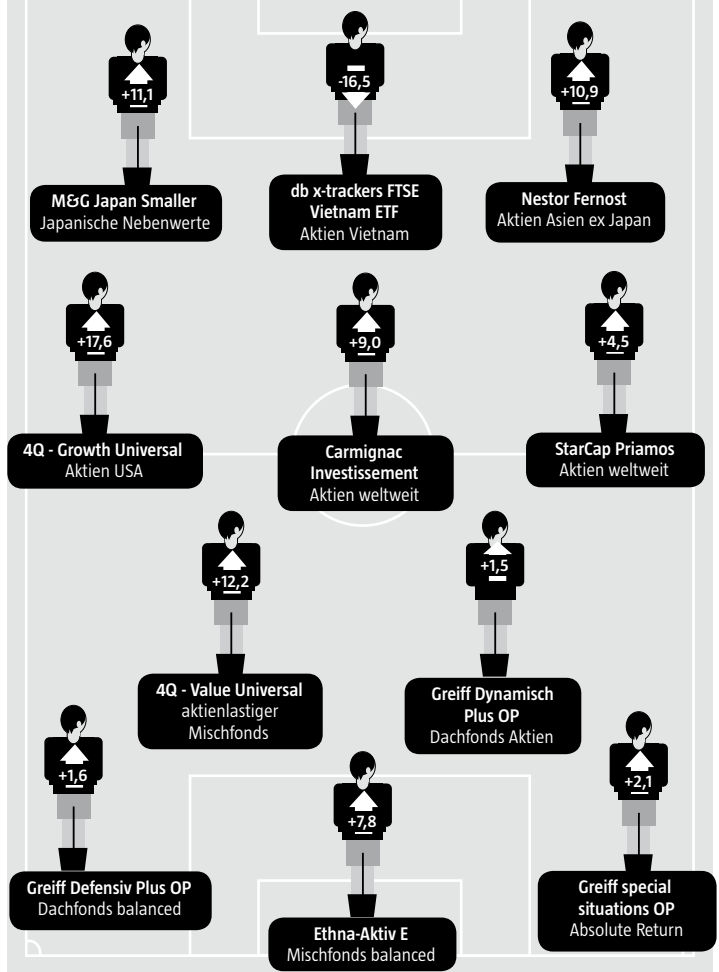 +11,1
M&G Japan Smaller
Japanische Nebenwerte
-16,5
db x-trackers FTSE
Vietnam ETF
Aktien Vietnam
+10,9
Nestor Fernost
Aktien Asien ex Japan
+17,6
4Q - Growth Universal
Aktien USA
+9,0
Carmignac
Investissement
Aktien weltweit
+4,5
StarCap Priamos
Aktien weltweit
+12,2
4Q - Value Universal
aktienlastiger
Mischfonds
+1,5
Greiff Dynamisch
Plus OP
Dachfonds Aktien
+1,6
Greiff Defensiv Plus OP
Dachfonds balanced
+7,8
Ethna-Aktiv E
Mischfonds balanced
+2,1
Greiff special
situations OP
Absolute Return